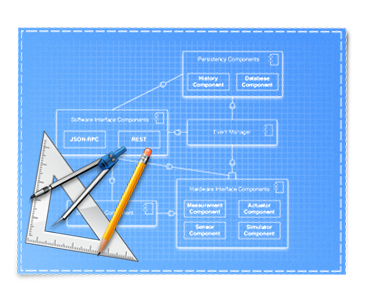 Persistency Components
History
Component
Database
Component
Software Interface Components
JSON-RPC
REST
Event Manager
Hardware Interface Components
Measurement
Component
Actuator
Component
Sensor
Component
Simulator
Component